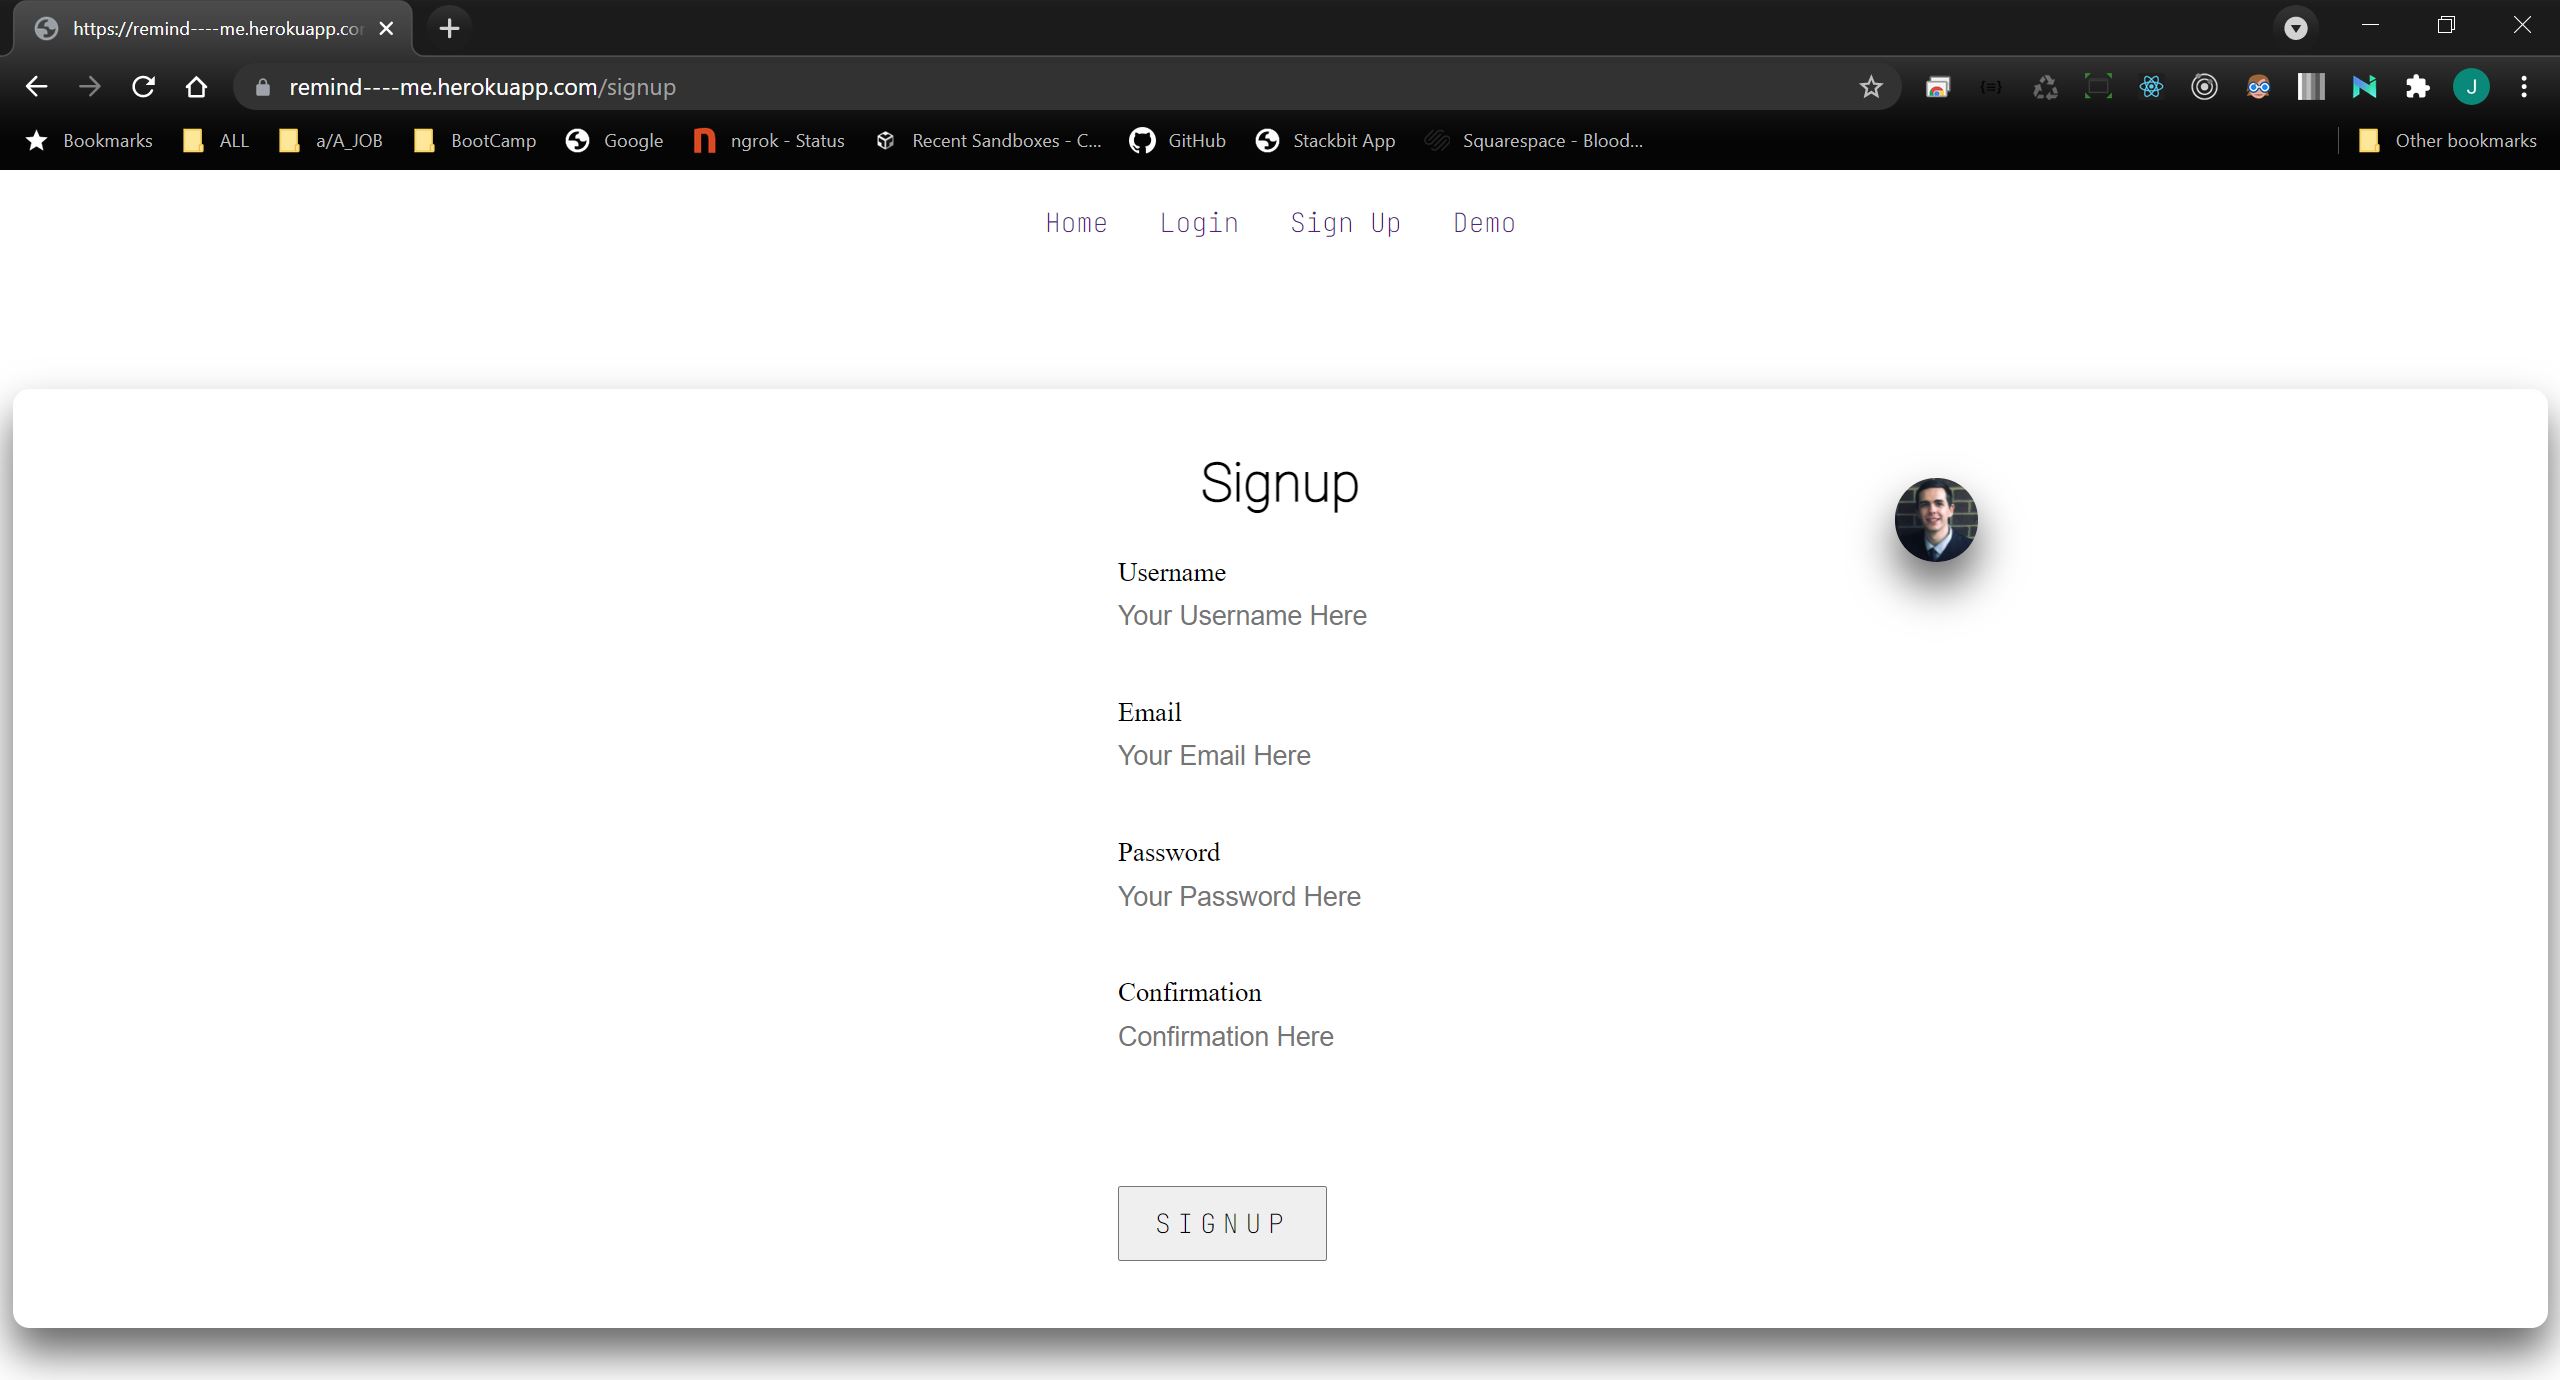 https://remind----me.herokuapp.co
remind----me.herokuapp.com/signup
J
Bookmarks ALL a/A_JOB BootCamp Google ngrok - Status Recent Sandboxes - C... GitHub Stackbit App Squarespace - Blood... Other bookmarks
Home Login Sign Up Demo
Signup
Username
Your Username Here
Email
Your Email Here
Password
Your Password Here
Confirmation
Confirmation Here
SIGNUP